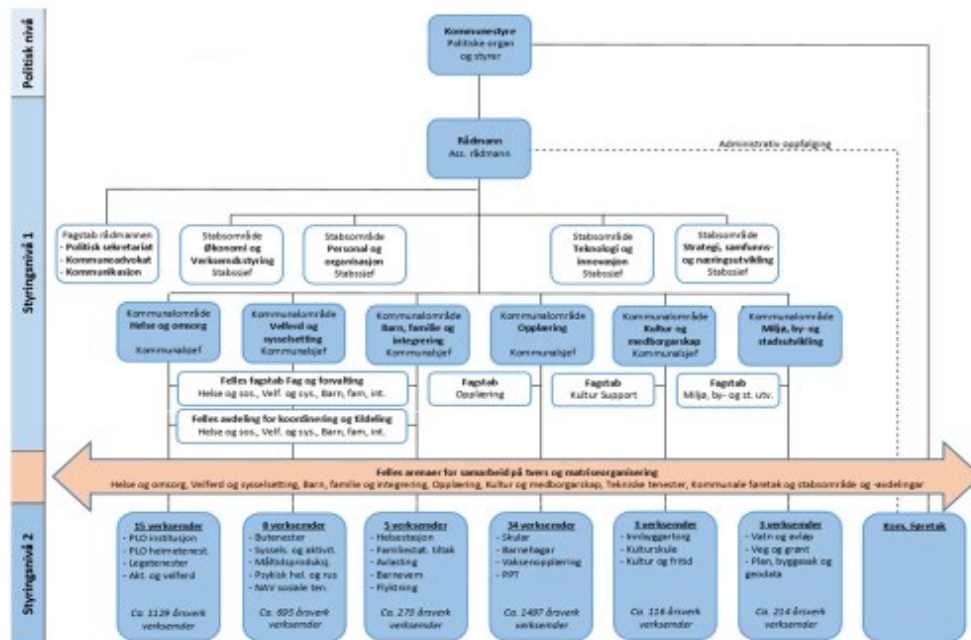 Politisk nivå
Kommunestyre
Politiske organ
og styrer
Styringsnivå 1
Rådmann
Ass. rådmann
Administrativ oppfølging
Fagstab rådmannen
- Politisk sekretariat
- Kommuneadvokat
- Kommunikasjon
Stabsområde
Økonomi og
Verksemdsstyring
Stabssief
Stabsområde
Personal og
organisasjon
Stabssief
Stabsområde
Teknologi og
innovasjon
Stabssief
Stabsområde
Strategi, samfunns-
og næringsutvikling
Stabssief
Kommunalområde
Helse og omsorg
Kommunalsjef
Kommunalområde
Velferd og
sysselsetting
Kommunalsjef
Kommunalområde
Barn, familie og
integrering
Kommunalsjef
Kommunalområde
Opplæring
Kommunalsjef
Kommunalområde
Kultur og
medborgarskap
Kommunalsjef
Kommunalområde
Miljø, by- og
stadsutvikling
Felles fagstab Fag og forvalting
Helse og sos., Velf. og sys., Barn, fam, int.
Fagstab
Opplæring
Fagstab
Kultur Support
Fagstab
Miljø, by- og st. utv.
Felles avdeling for koordinering og tildeling
Helse og sos., Velf. og sys., Barn, fam, int.
Felles arenaer for samarbeid på tvers og matriseorganisering
Helse og omsorg, Velferd og sysselsetting, Barn, familie og integrering, Opplæring, Kultur og medborgarskap, Tekniske tenester, Kommunale føretak og stabsområde og -avdelingar
Styringsnivå 2
15 verksemder
- PLO institusjon
- PLO heimetenest.
- Legetenester
- Akt. og velferd
Ca. 1129 årsverk
verksemder
8 verksemder
- Butenester
- Syssels. og aktivit.
- Måltidsproduksj.
- Psykisk hel. og rus
- NAV sosiale ten.
Ca. 695 årsverk
verksemder
5 verksemder
- Helsestasjon
- Familiestøt. tiltak
- Avlasting
- Barnevern
- Flyktning
Ca. 273 årsverk
verksemder
34 verksemder
- Skular
- Barnehagar
- Vaksenopplæring
- PPT
Ca. 1497 årsverk
verksemder
3 verksemder
- Innbyggartorg
- Kulturskule
- Kultur og fritid
Ca. 116 årsverk
verksemder
3 verksemder
- Vatn og avløp
- Veg og grønt
- Plan, byggesak og
geodata
Ca. 214 årsverk
verksemder
Kom. Føretak